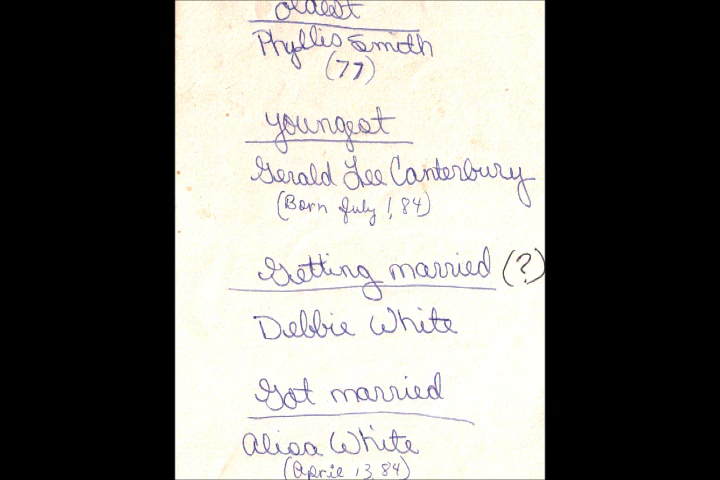 oldest
Phyllis Smith
(77)
youngest
Gerald Lee Canterbury
(Born July 1, 84)
Getting married (?)
Debbie White
Got married
Alisa White
(April 13, 84)